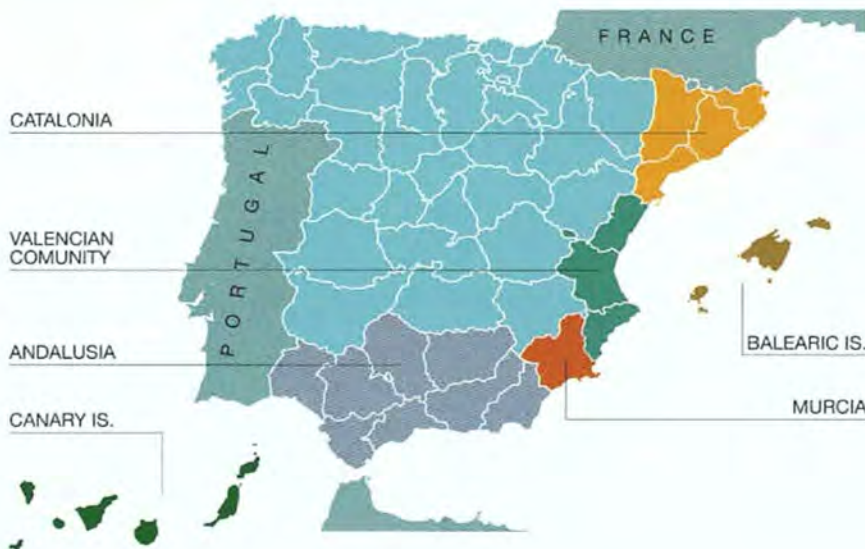 FRANCE
CATALONIA
PORTUGAL
VALENCIAN
COMUNITY
BALEARIC IS.
ANDALUSIA
MURCIA
CANARY IS.